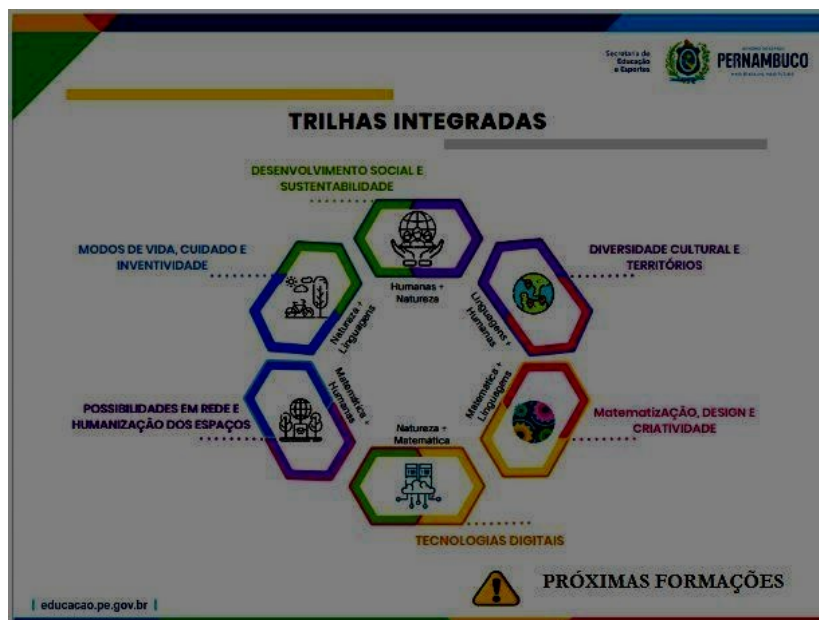 Secretaria de
Educação
e Esportes
PERNAMBUCO
TRILHAS INTEGRADAS
DESENVOLVIMENTO SOCIAL E
SUSTENTABILIDADE
MODOS DE VIDA, CUIDADO E
INVENTIVIDADE
DIVERSIDADE CULTURAL E
TERRITÓRIOS
Humanas +
Natureza
Natureza +
Linguagens
Linguagens +
Humanas
Matemática +
Humanas
Matemática +
Linguagens
POSSIBILIDADES EM REDE E
HUMANIZAÇÃO DOS ESPAÇOS
Natureza +
Matemática
MatematizAÇÃO, DESIGN E
CRIATIVIDADE
TECNOLOGIAS DIGITAIS
PRÓXIMAS FORMAÇÕES
| educacao.pe.gov.br |